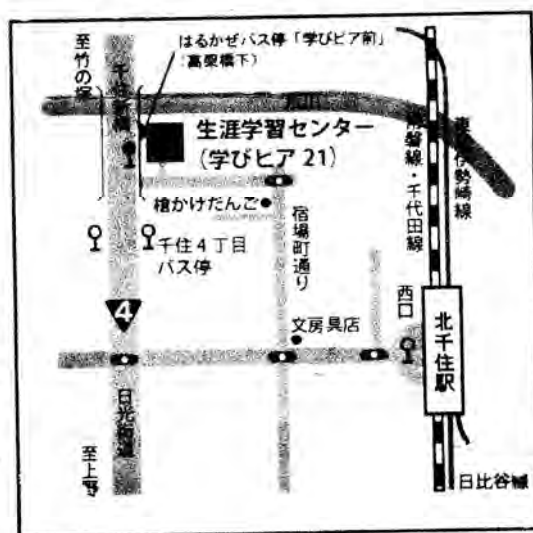 はるかぜバス停「学びピア前」
(高架橋下)
至竹の塚
千住新橋
荒川
生涯学習センター
(学びピア21)
槍かけだんご
千住4丁目
バス停
宿場町通り
常磐線・千代田線
東武伊勢崎線
西口
北千住駅
文房具店
4
日光街道
至上野
日比谷線